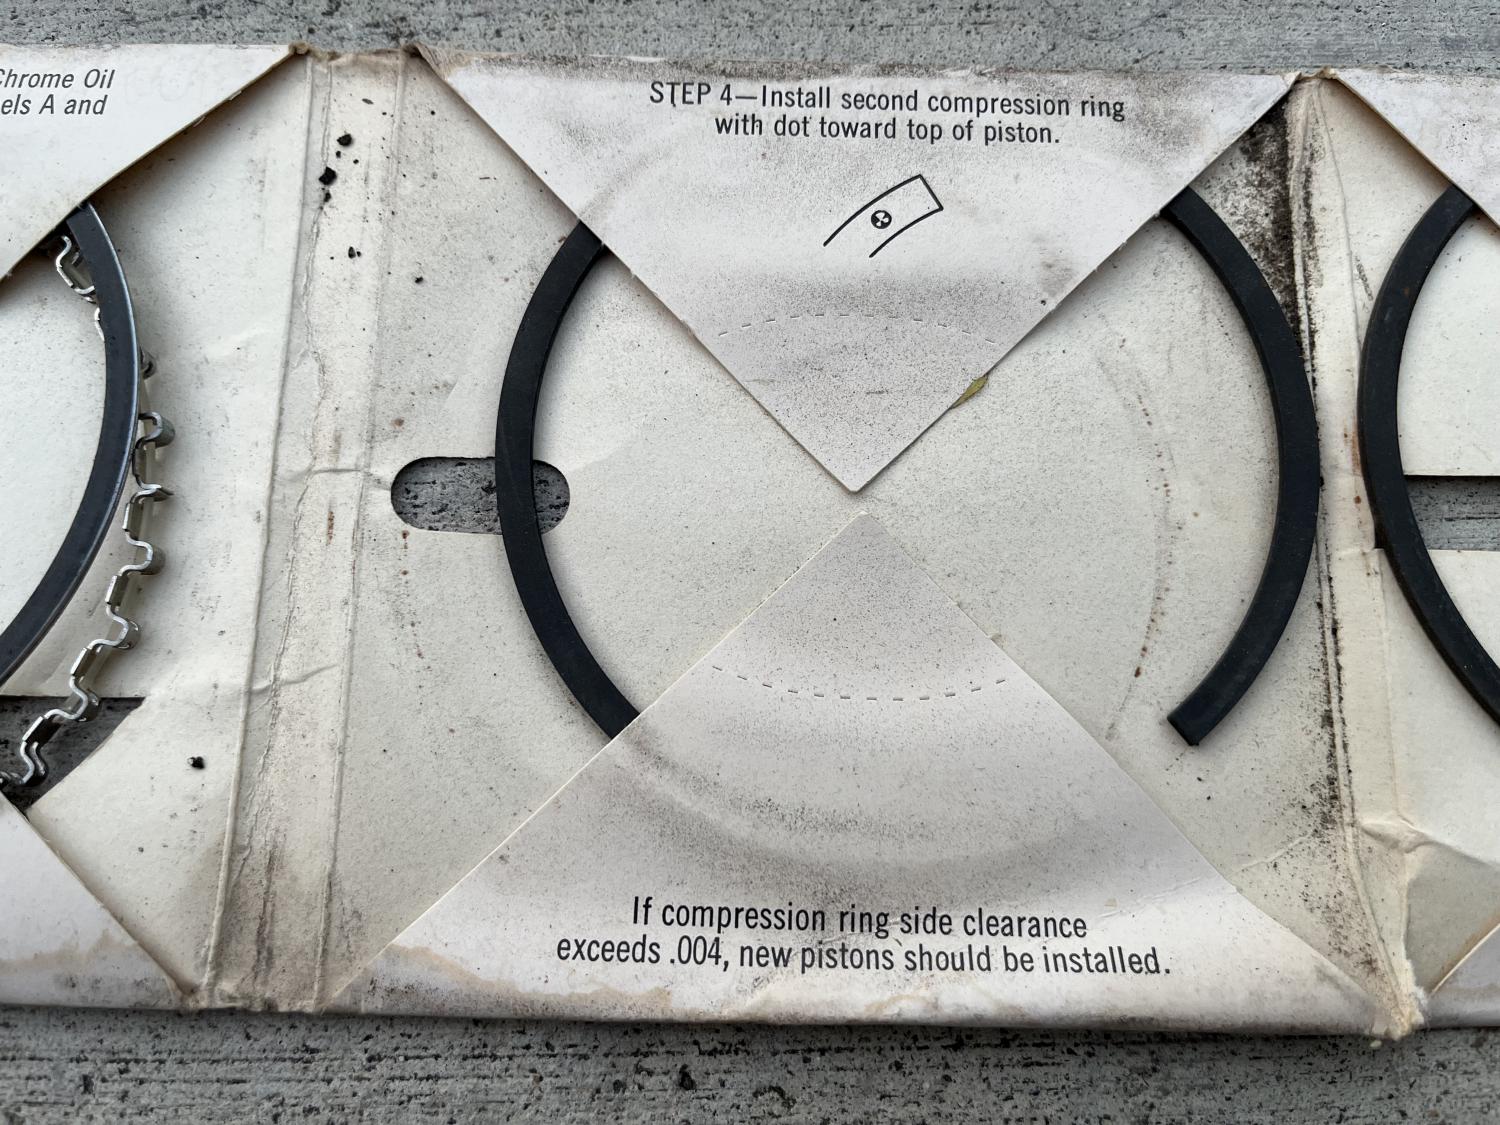 Chrome Oil
els A and
STEP 4—Install second compression ring
with dot toward top of piston.
If compression ring side clearance
exceeds .004, new pistons should be installed.